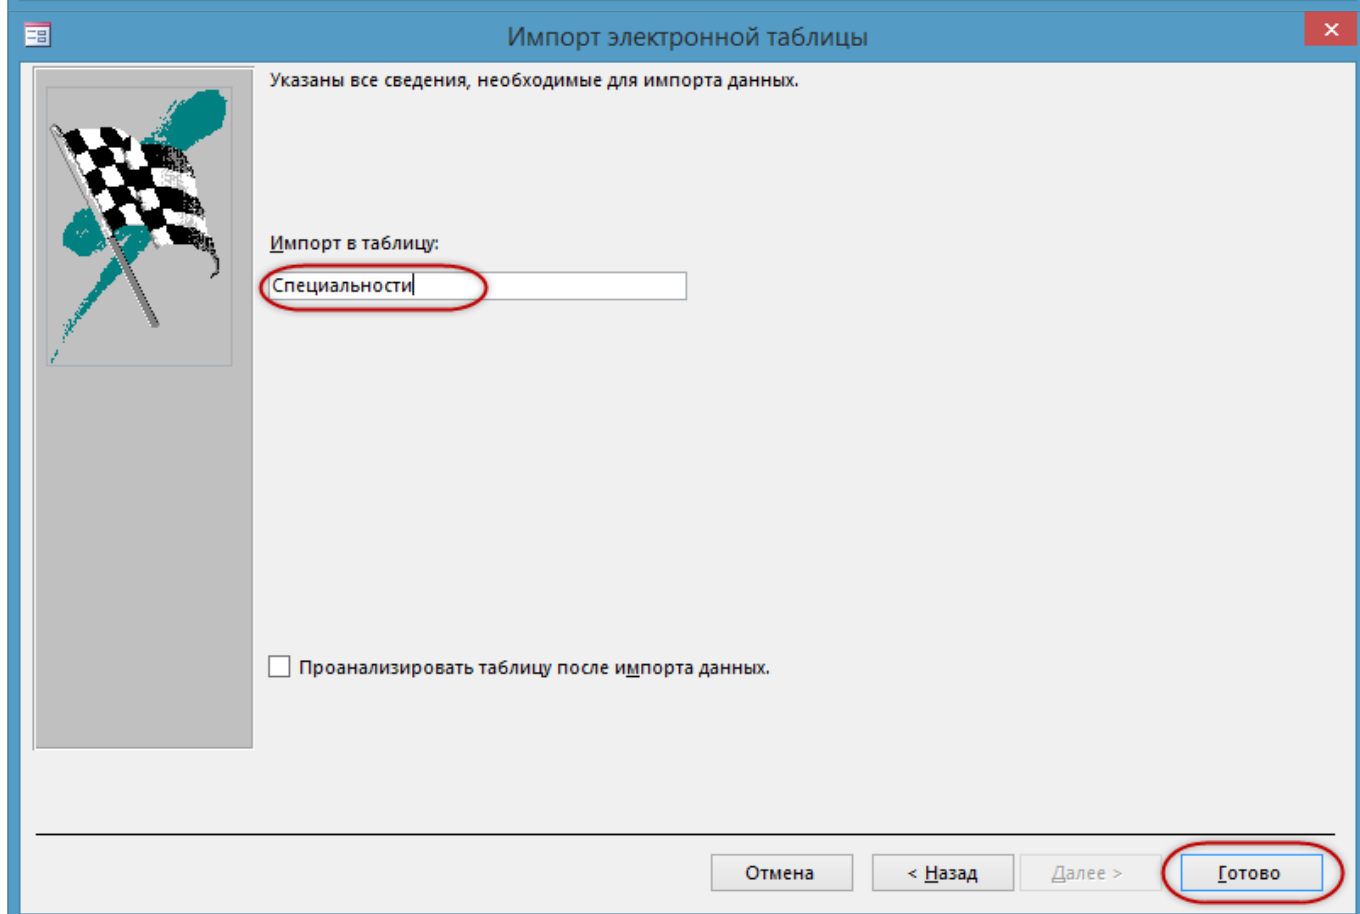 Импорт электронной таблицы
Указаны все сведения, необходимые для импорта данных.
Импорт в таблицу:
Специальности
Проанализировать таблицу после импорта данных.
Отмена
< Назад
Далее >
Готово